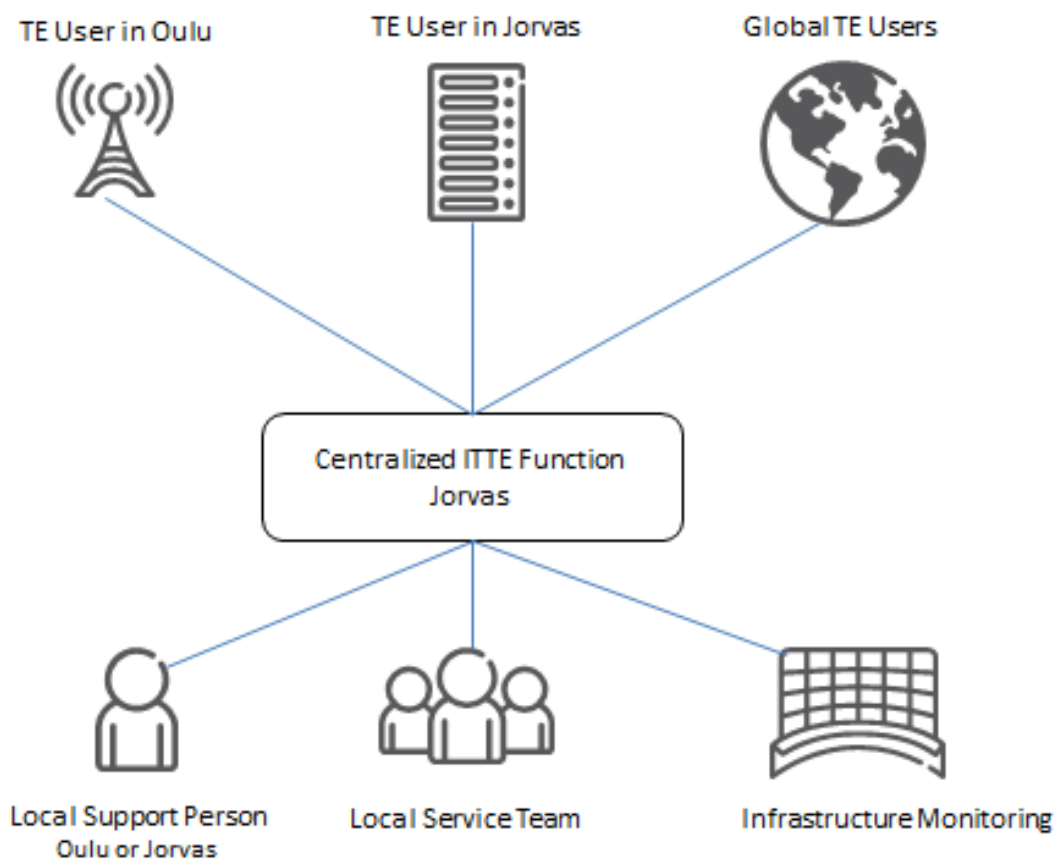 TE User in Oulu
TE User in Jorvas
Global TE Users
Centralized ITTE Function
Jorvas
Local Support Person
Oulu or Jorvas
Local Service Team
Infrastructure Monitoring